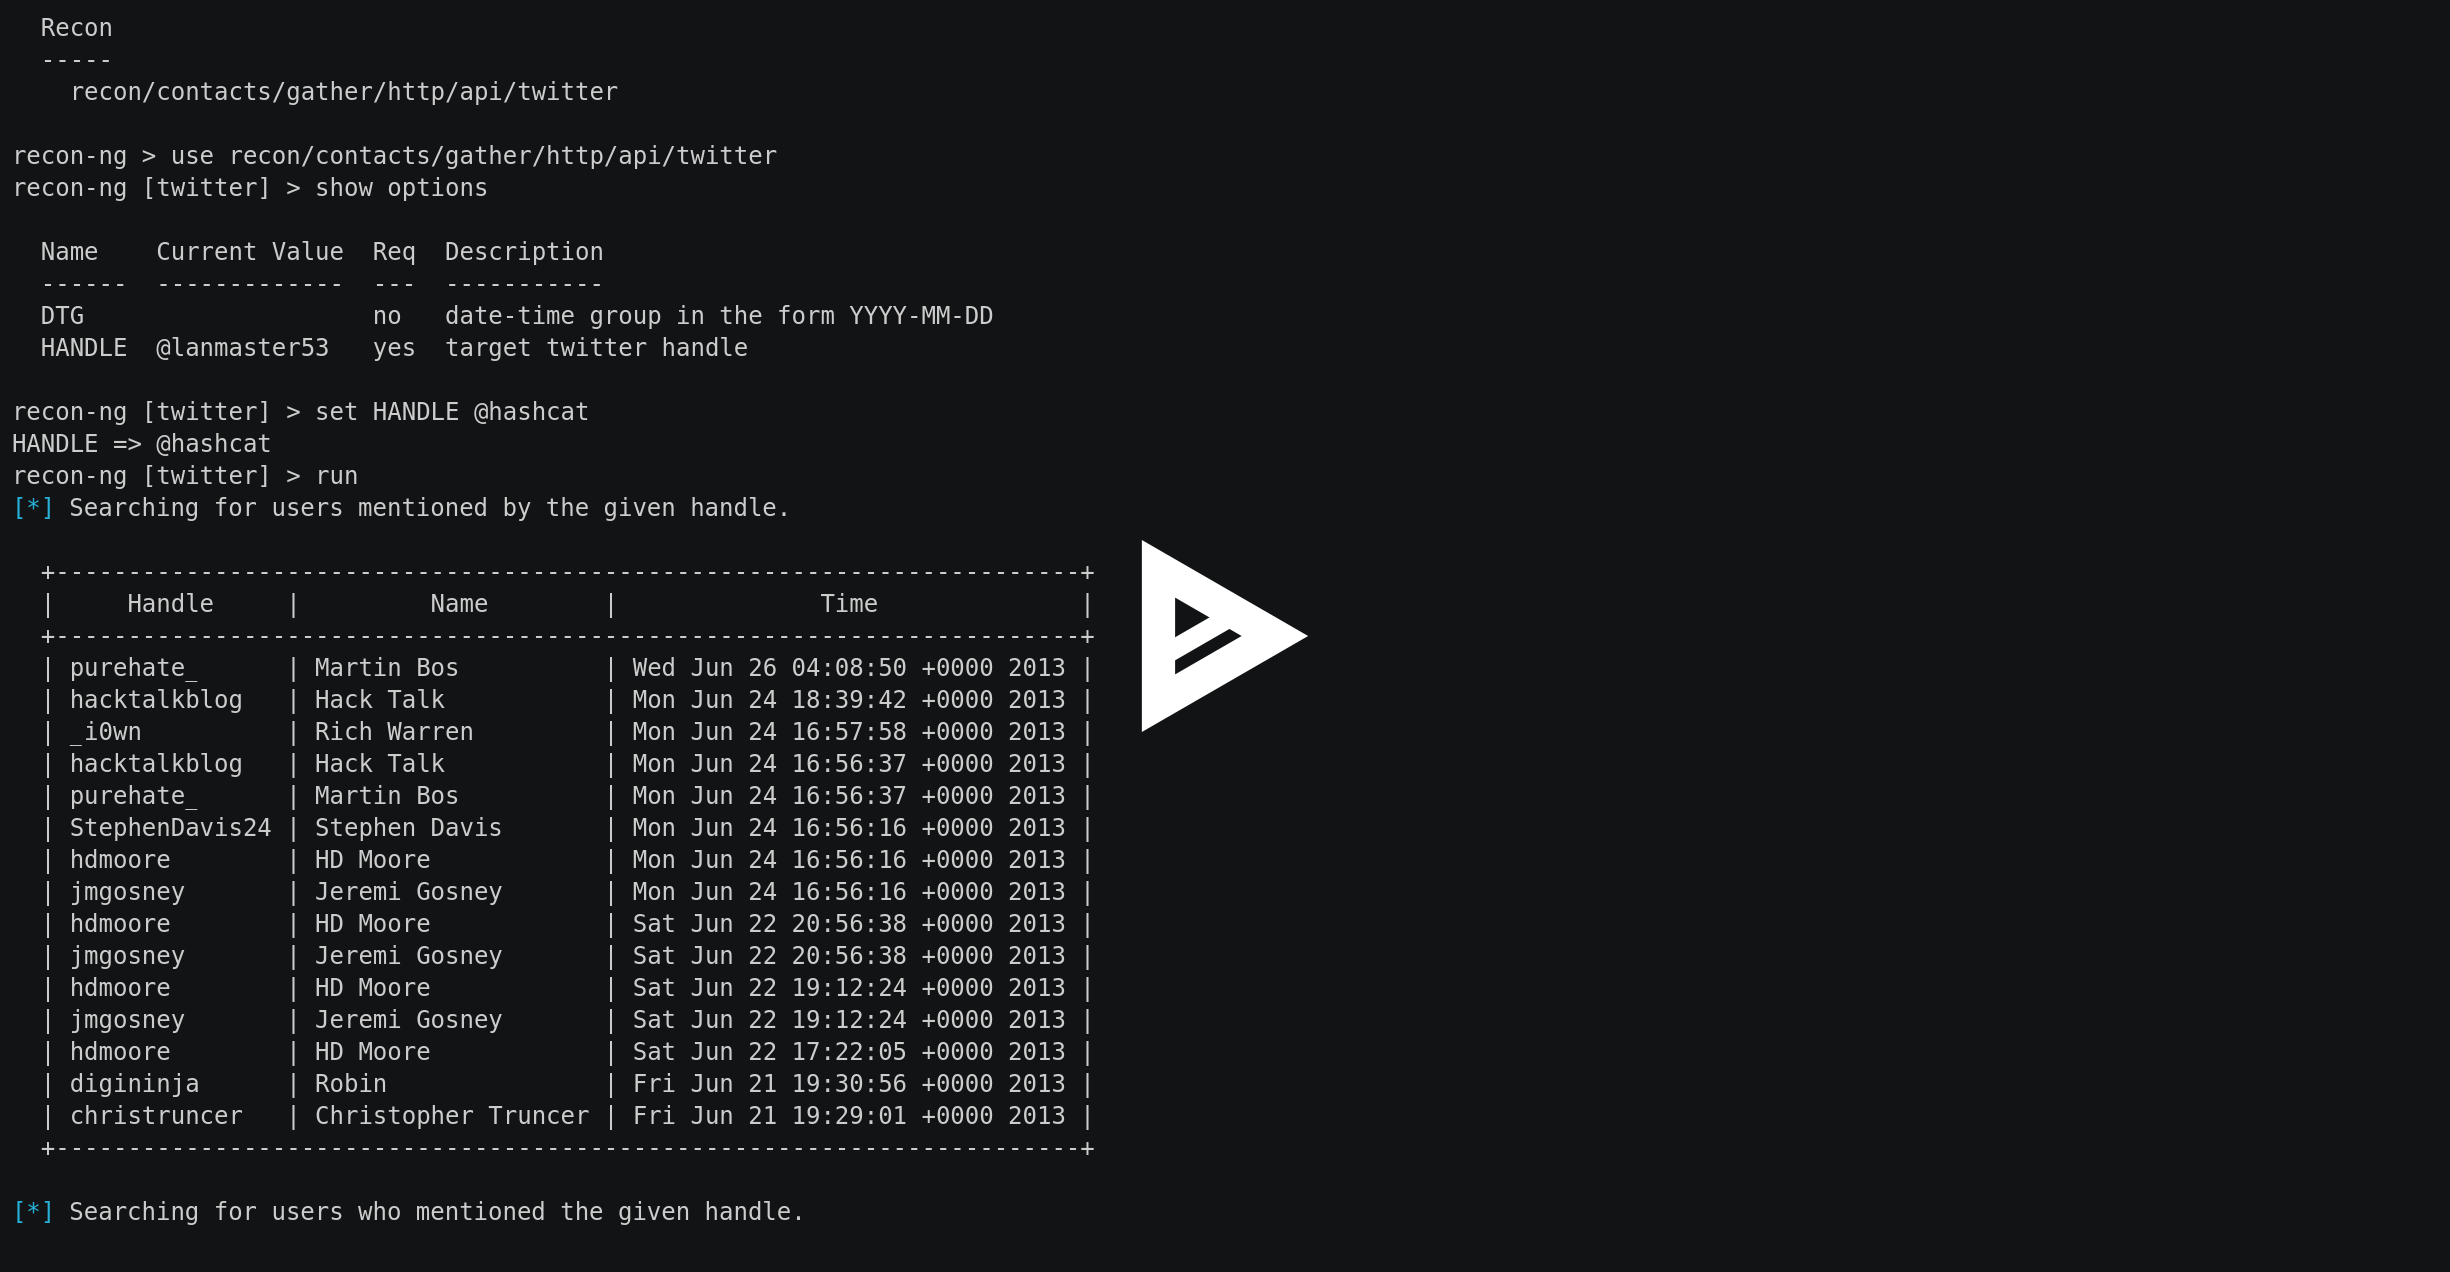 Recon
-----
recon/contacts/gather/http/api/twitter
recon-ng > use recon/contacts/gather/http/api/twitter
recon-ng [twitter] > show options
Name    Current Value  Req  Description
------  -------------  ---  -----------
DTG                    no   date-time group in the form YYYY-MM-DD
HANDLE  @lanmaster53   yes  target twitter handle
recon-ng [twitter] > set HANDLE @hashcat
HANDLE => @hashcat
recon-ng [twitter] > run
[*] Searching for users mentioned by the given handle.
+-----------------------------------------------------------------------+
|     Handle     |         Name        |              Time              |
+-----------------------------------------------------------------------+
| purehate_      | Martin Bos          | Wed Jun 26 04:08:50 +0000 2013 |
| hacktalkblog   | Hack Talk           | Mon Jun 24 18:39:42 +0000 2013 |
| _i0wn          | Rich Warren         | Mon Jun 24 16:57:58 +0000 2013 |
| hacktalkblog   | Hack Talk           | Mon Jun 24 16:56:37 +0000 2013 |
| purehate_      | Martin Bos          | Mon Jun 24 16:56:37 +0000 2013 |
| StephenDavis24 | Stephen Davis       | Mon Jun 24 16:56:16 +0000 2013 |
| hdmoore        | HD Moore            | Mon Jun 24 16:56:16 +0000 2013 |
| jmgosney       | Jeremi Gosney       | Mon Jun 24 16:56:16 +0000 2013 |
| hdmoore        | HD Moore            | Sat Jun 22 20:56:38 +0000 2013 |
| jmgosney       | Jeremi Gosney       | Sat Jun 22 20:56:38 +0000 2013 |
| hdmoore        | HD Moore            | Sat Jun 22 19:12:24 +0000 2013 |
| jmgosney       | Jeremi Gosney       | Sat Jun 22 19:12:24 +0000 2013 |
| hdmoore        | HD Moore            | Sat Jun 22 17:22:05 +0000 2013 |
| digininja      | Robin               | Fri Jun 21 19:30:56 +0000 2013 |
| christruncer   | Christopher Truncer | Fri Jun 21 19:29:01 +0000 2013 |
+-----------------------------------------------------------------------+
[*] Searching for users who mentioned the given handle.